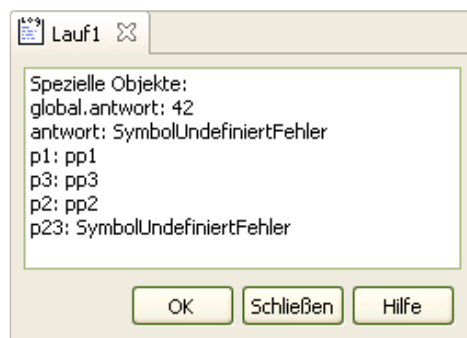 Lauf1
Spezielle Objekte:
global.antwort: 42
antwort: SymbolUndefiniertFehler
p1: pp1
p3: pp3
p2: pp2
p23: SymbolUndefiniertFehler
OK Schließen Hilfe